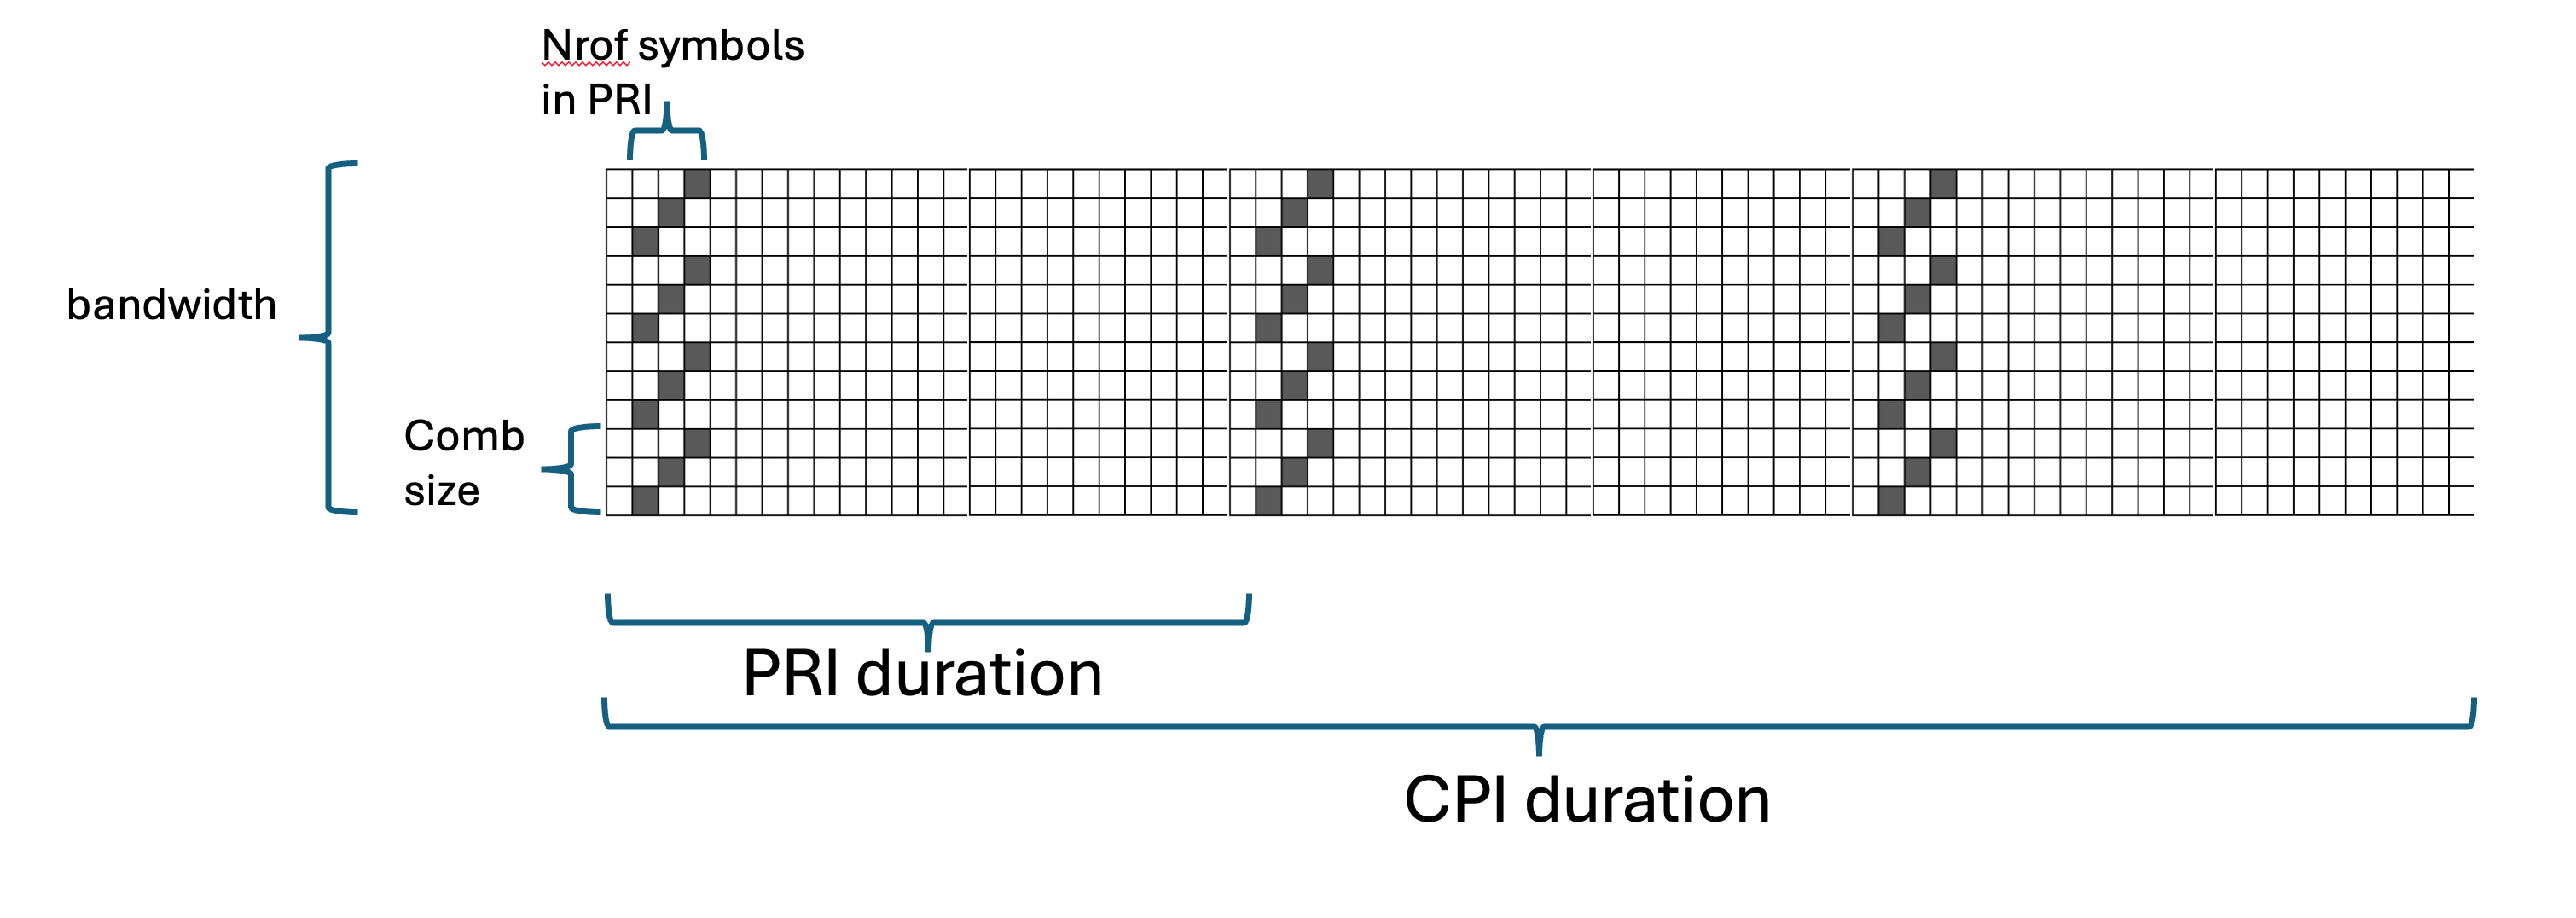 Nrof symbols
in PRI
bandwidth
Comb
size
PRI duration
CPI duration